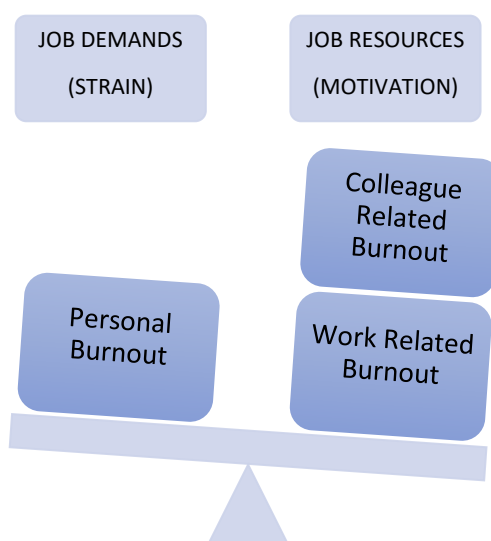 JOB DEMANDS
(STRAIN)
JOB RESOURCES
(MOTIVATION)
Colleague
Related
Burnout
Personal
Burnout
Work Related
Burnout